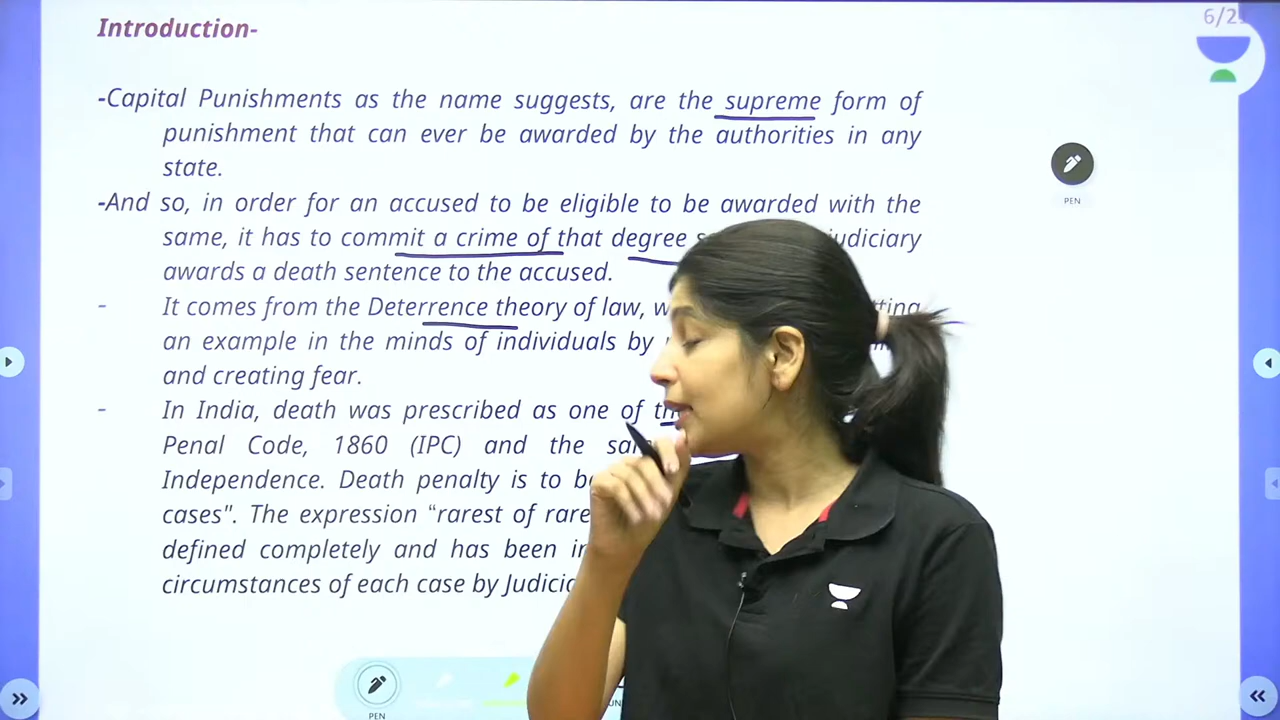 Introduction-
6/2
-Capital Punishments as the name suggests, are the supreme form of
punishment that can ever be awarded by the authorities in any
state.
PEN
-And so, in order for an accused to be eligible to be awarded with the
same, it has to commit a crime of that degree judiciary
awards a death sentence to the accused.
- It comes from the Deterrence theory of law,
an example in the minds of individuals by
and creating fear.
- In India, death was prescribed as one of
Penal Code, 1860 (IPC) and the
Independence. Death penalty is to
cases". The expression “rarest of rare
defined completely and has been
circumstances of each case by
PEN